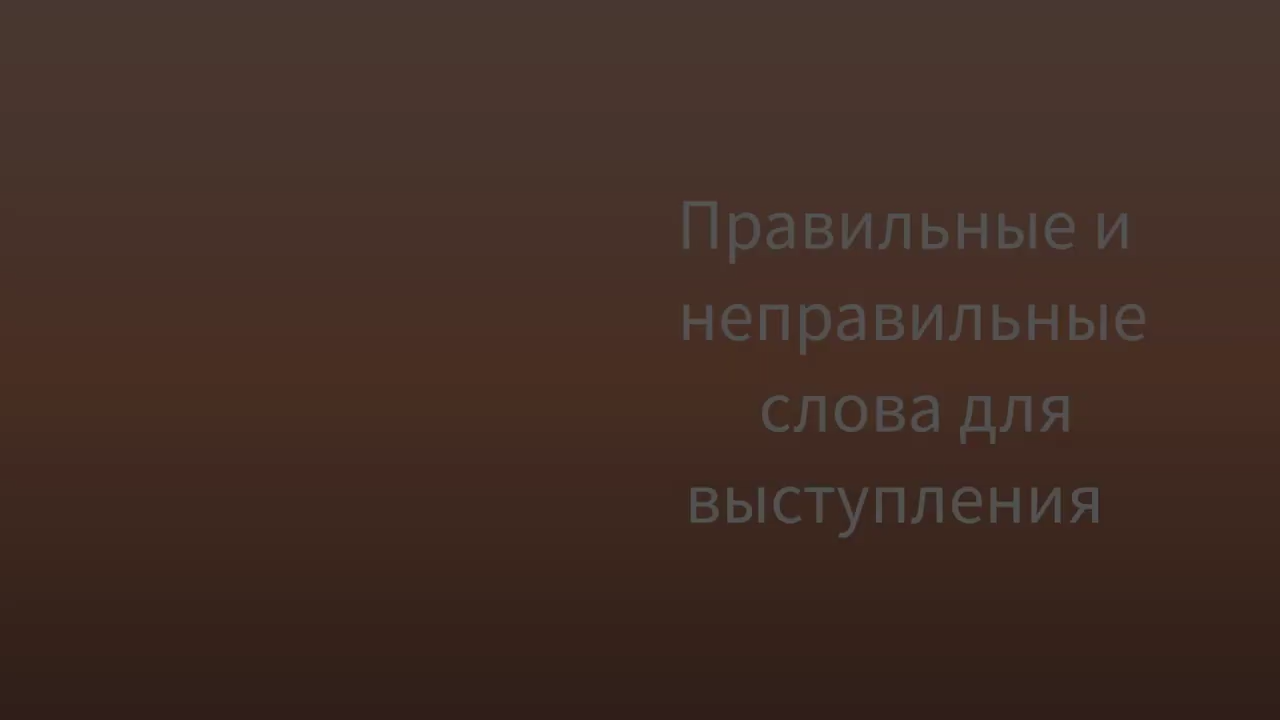 Правильные и
неправильные
слова для
выступления